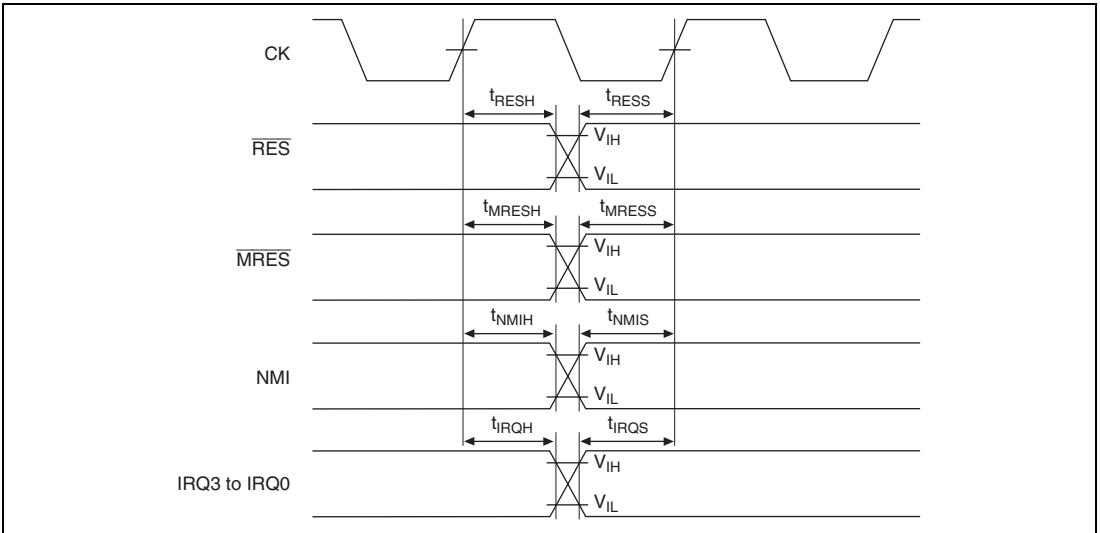 CK
tRESH tRESS
RES
VIH
VIL
tMRESH tMRESS
MRES
VIH
VIL
tNMIH tNMIS
NMI
VIH
VIL
tIRQH tIRQS
IRQ3 to IRQ0
VIH
VIL